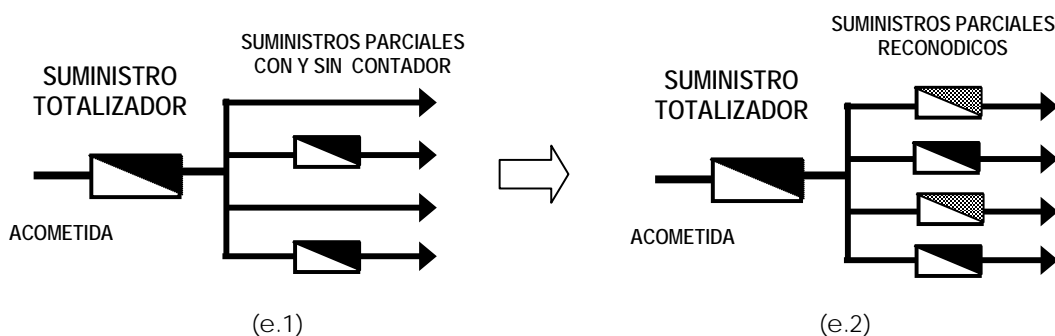 SUMINISTROS PARCIALES
CON Y SIN CONTADOR
SUMINISTRO
TOTALIZADOR
ACOMETIDA
(e.1)
SUMINISTROS PARCIALES
RECONODICOS
SUMINISTRO
TOTALIZADOR
ACOMETIDA
(e.2)